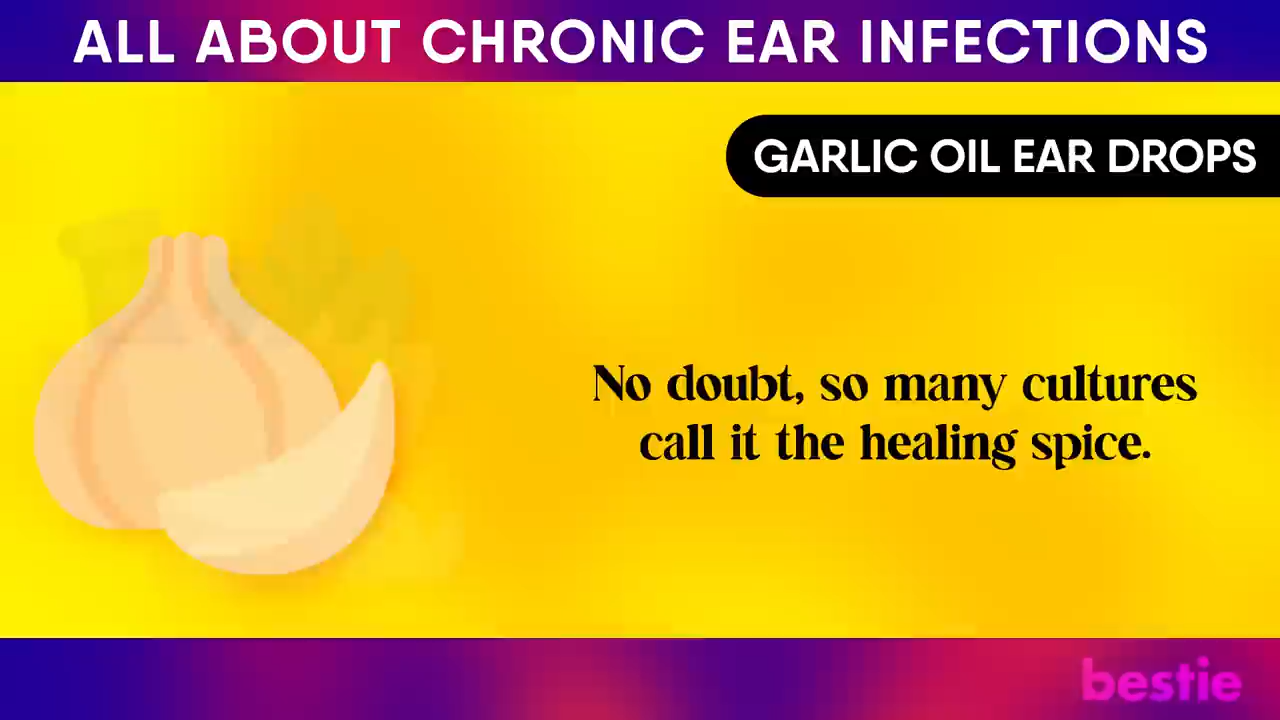 ALL ABOUT CHRONIC EAR INFECTIONS
GARLIC OIL EAR DROPS
No doubt, so many cultures
call it the healing spice.
bestie